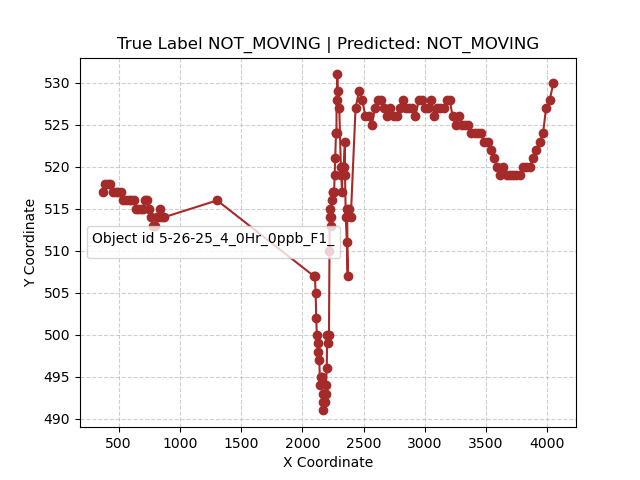 True Label NOT_MOVING | Predicted: NOT_MOVING
530
525
520
515
510
505
500
495
490
Y Coordinate
Object id 5-26-25_4_0Hr_0ppb_F1_
500 1000 1500 2000 2500 3000 3500 4000
X Coordinate